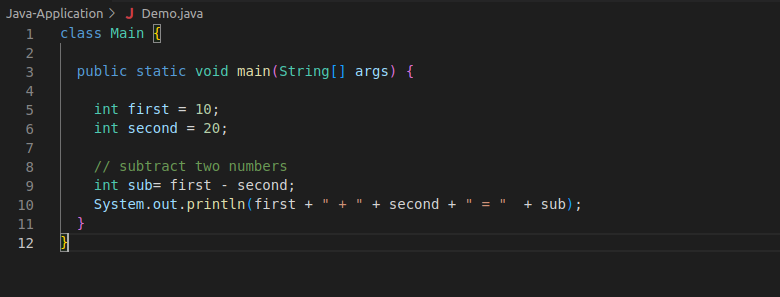 Java-Application > J Demo.java
1 class Main {
2
3 public static void main(String[] args) {
4
5 int first = 10;
6 int second = 20;
7
8 // subtract two numbers
9 int sub= first - second;
10 System.out.println(first + " + " + second + " = "  + sub);
11 }
12 }